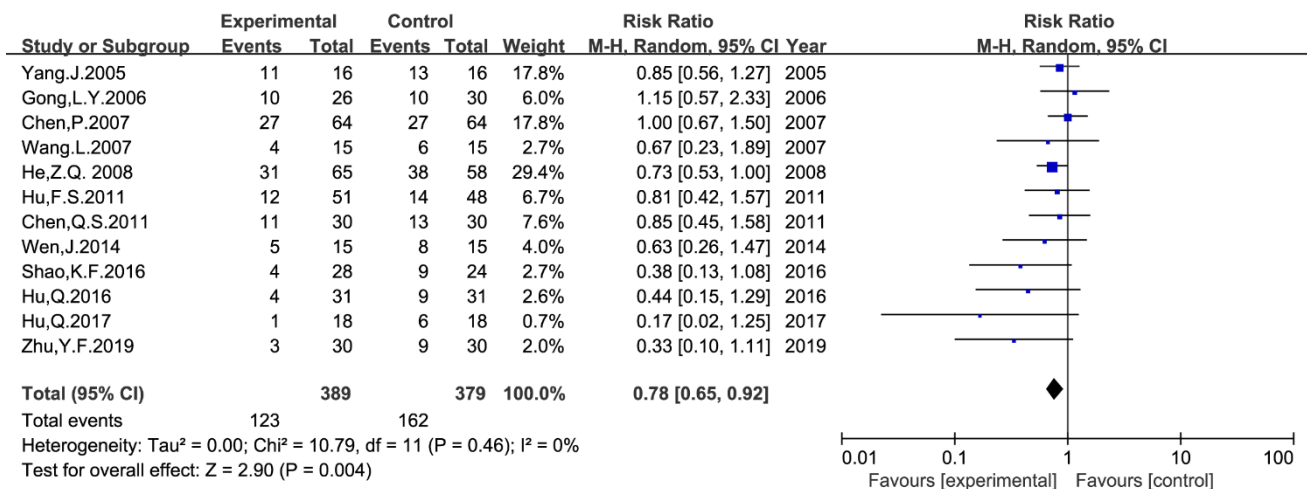 Experimental Control Risk Ratio Risk Ratio
Study or Subgroup Events Total Events Total Weight M-H, Random, 95% CI Year M-H, Random, 95% CI
Yang.J.2005 11 16 13 16 17.8% 0.85 [0.56, 1.27] 2005
Gong,L.Y.2006 10 26 10 30 6.0% 1.15 [0.57, 2.33] 2006
Chen,P.2007 27 64 27 64 17.8% 1.00 [0.67, 1.50] 2007
Wang.L.2007 4 15 6 15 2.7% 0.67 [0.23, 1.89] 2007
He,Z.Q. 2008 31 65 38 58 29.4% 0.73 [0.53, 1.00] 2008
Hu,F.S.2011 12 51 14 48 6.7% 0.81 [0.42, 1.57] 2011
Chen,Q.S.2011 11 30 13 30 7.6% 0.85 [0.45, 1.58] 2011
Wen,J.2014 5 15 8 15 4.0% 0.63 [0.26, 1.47] 2014
Shao,K.F.2016 4 28 9 24 2.7% 0.38 [0.13, 1.08] 2016
Hu,Q.2016 4 31 9 31 2.6% 0.44 [0.15, 1.29] 2016
Hu,Q.2017 1 18 6 18 0.7% 0.17 [0.02, 1.25] 2017
Zhu,Y.F.2019 3 30 9 30 2.0% 0.33 [0.10, 1.11] 2019
Total (95% CI) 389 379 100.0% 0.78 [0.65, 0.92]
Total events 123 162
Heterogeneity: Tau² = 0.00; Chi² = 10.79, df = 11 (P = 0.46); I² = 0%
Test for overall effect: Z = 2.90 (P = 0.004)
0.01 0.1 1 10 100
Favours [experimental] Favours [control]